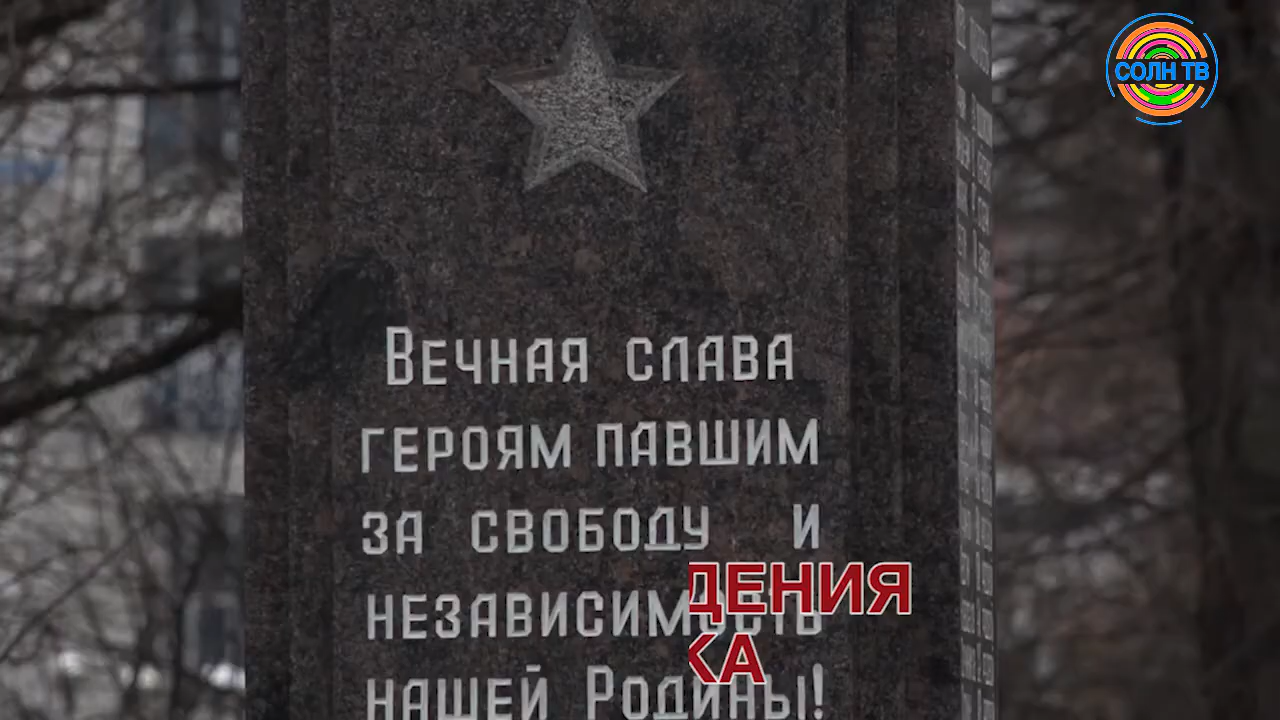 СОЛН ТВ
Вечная слава
героям павшим
за свободу и
независимость
нашей Родины!
ДЕНИЯ
КА